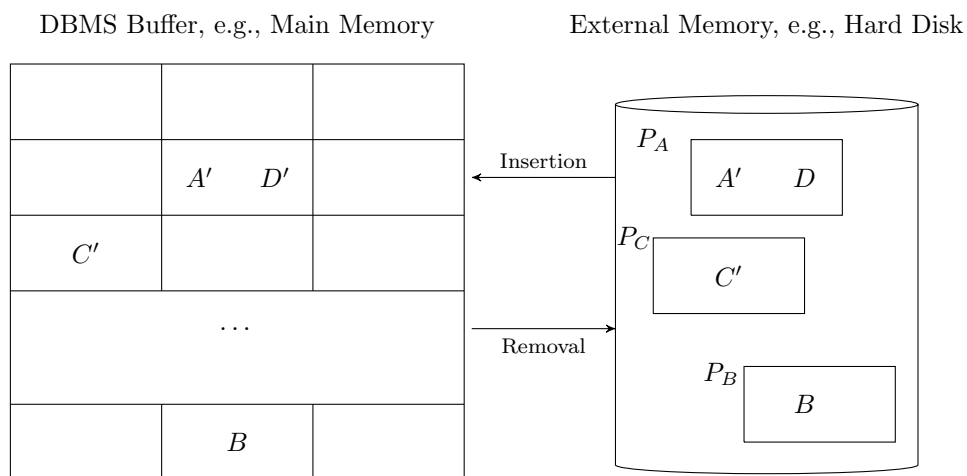 DBMS Buffer, e.g., Main Memory
External Memory, e.g., Hard Disk
P_A
Insertion
A′ D′
A′ D
P_C
C′
C′
...
Removal
P_B
B
B